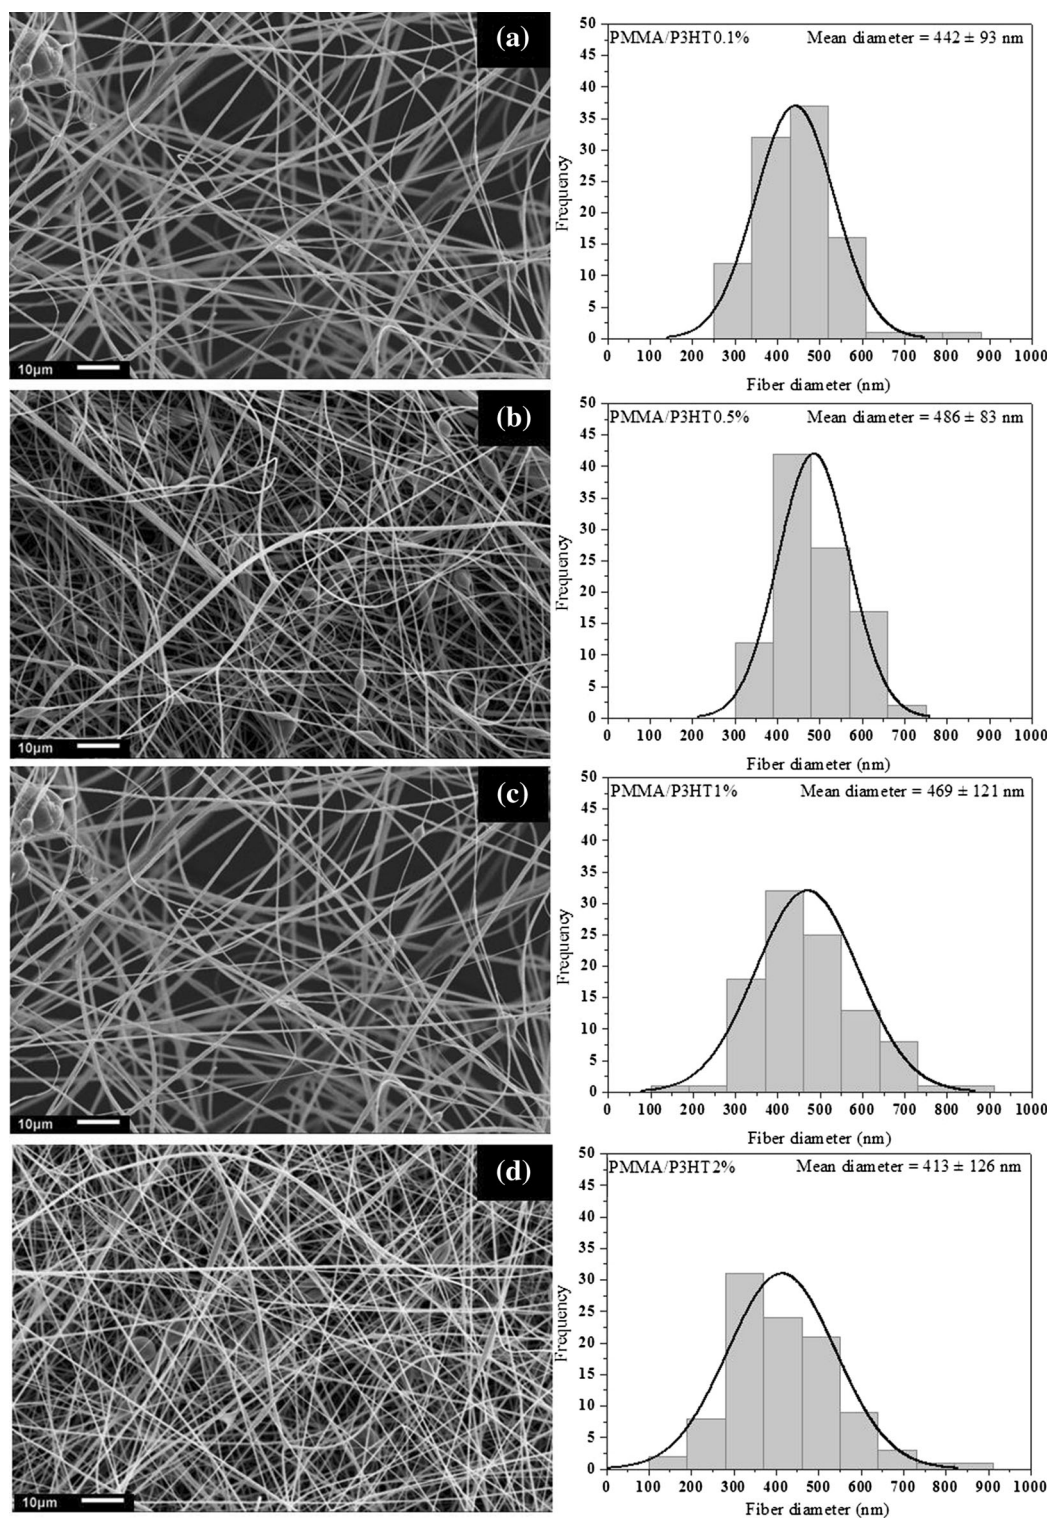 (a)
10μm
PMMA/P3HT 0.1% Mean diameter = 442 ± 93 nm
50
45
40
35
30
25
20
15
10
5
0
Frequency
0 100 200 300 400 500 600 700 800 900 1000
Fiber diameter (nm)
(b)
10μm
PMMA/P3HT 0.5% Mean diameter = 486 ± 83 nm
50
45
40
35
30
25
20
15
10
5
0
Frequency
0 100 200 300 400 500 600 700 800 900 1000
Fiber diameter (nm)
(c)
10μm
PMMA/P3HT 1% Mean diameter = 469 ± 121 nm
50
45
40
35
30
25
20
15
10
5
0
Frequency
0 100 200 300 400 500 600 700 800 900 1000
Fiber diameter (nm)
(d)
10μm
PMMA/P3HT 2% Mean diameter = 413 ± 126 nm
50
45
40
35
30
25
20
15
10
5
0
Frequency
0 100 200 300 400 500 600 700 800 900 1000
Fiber diameter (nm)